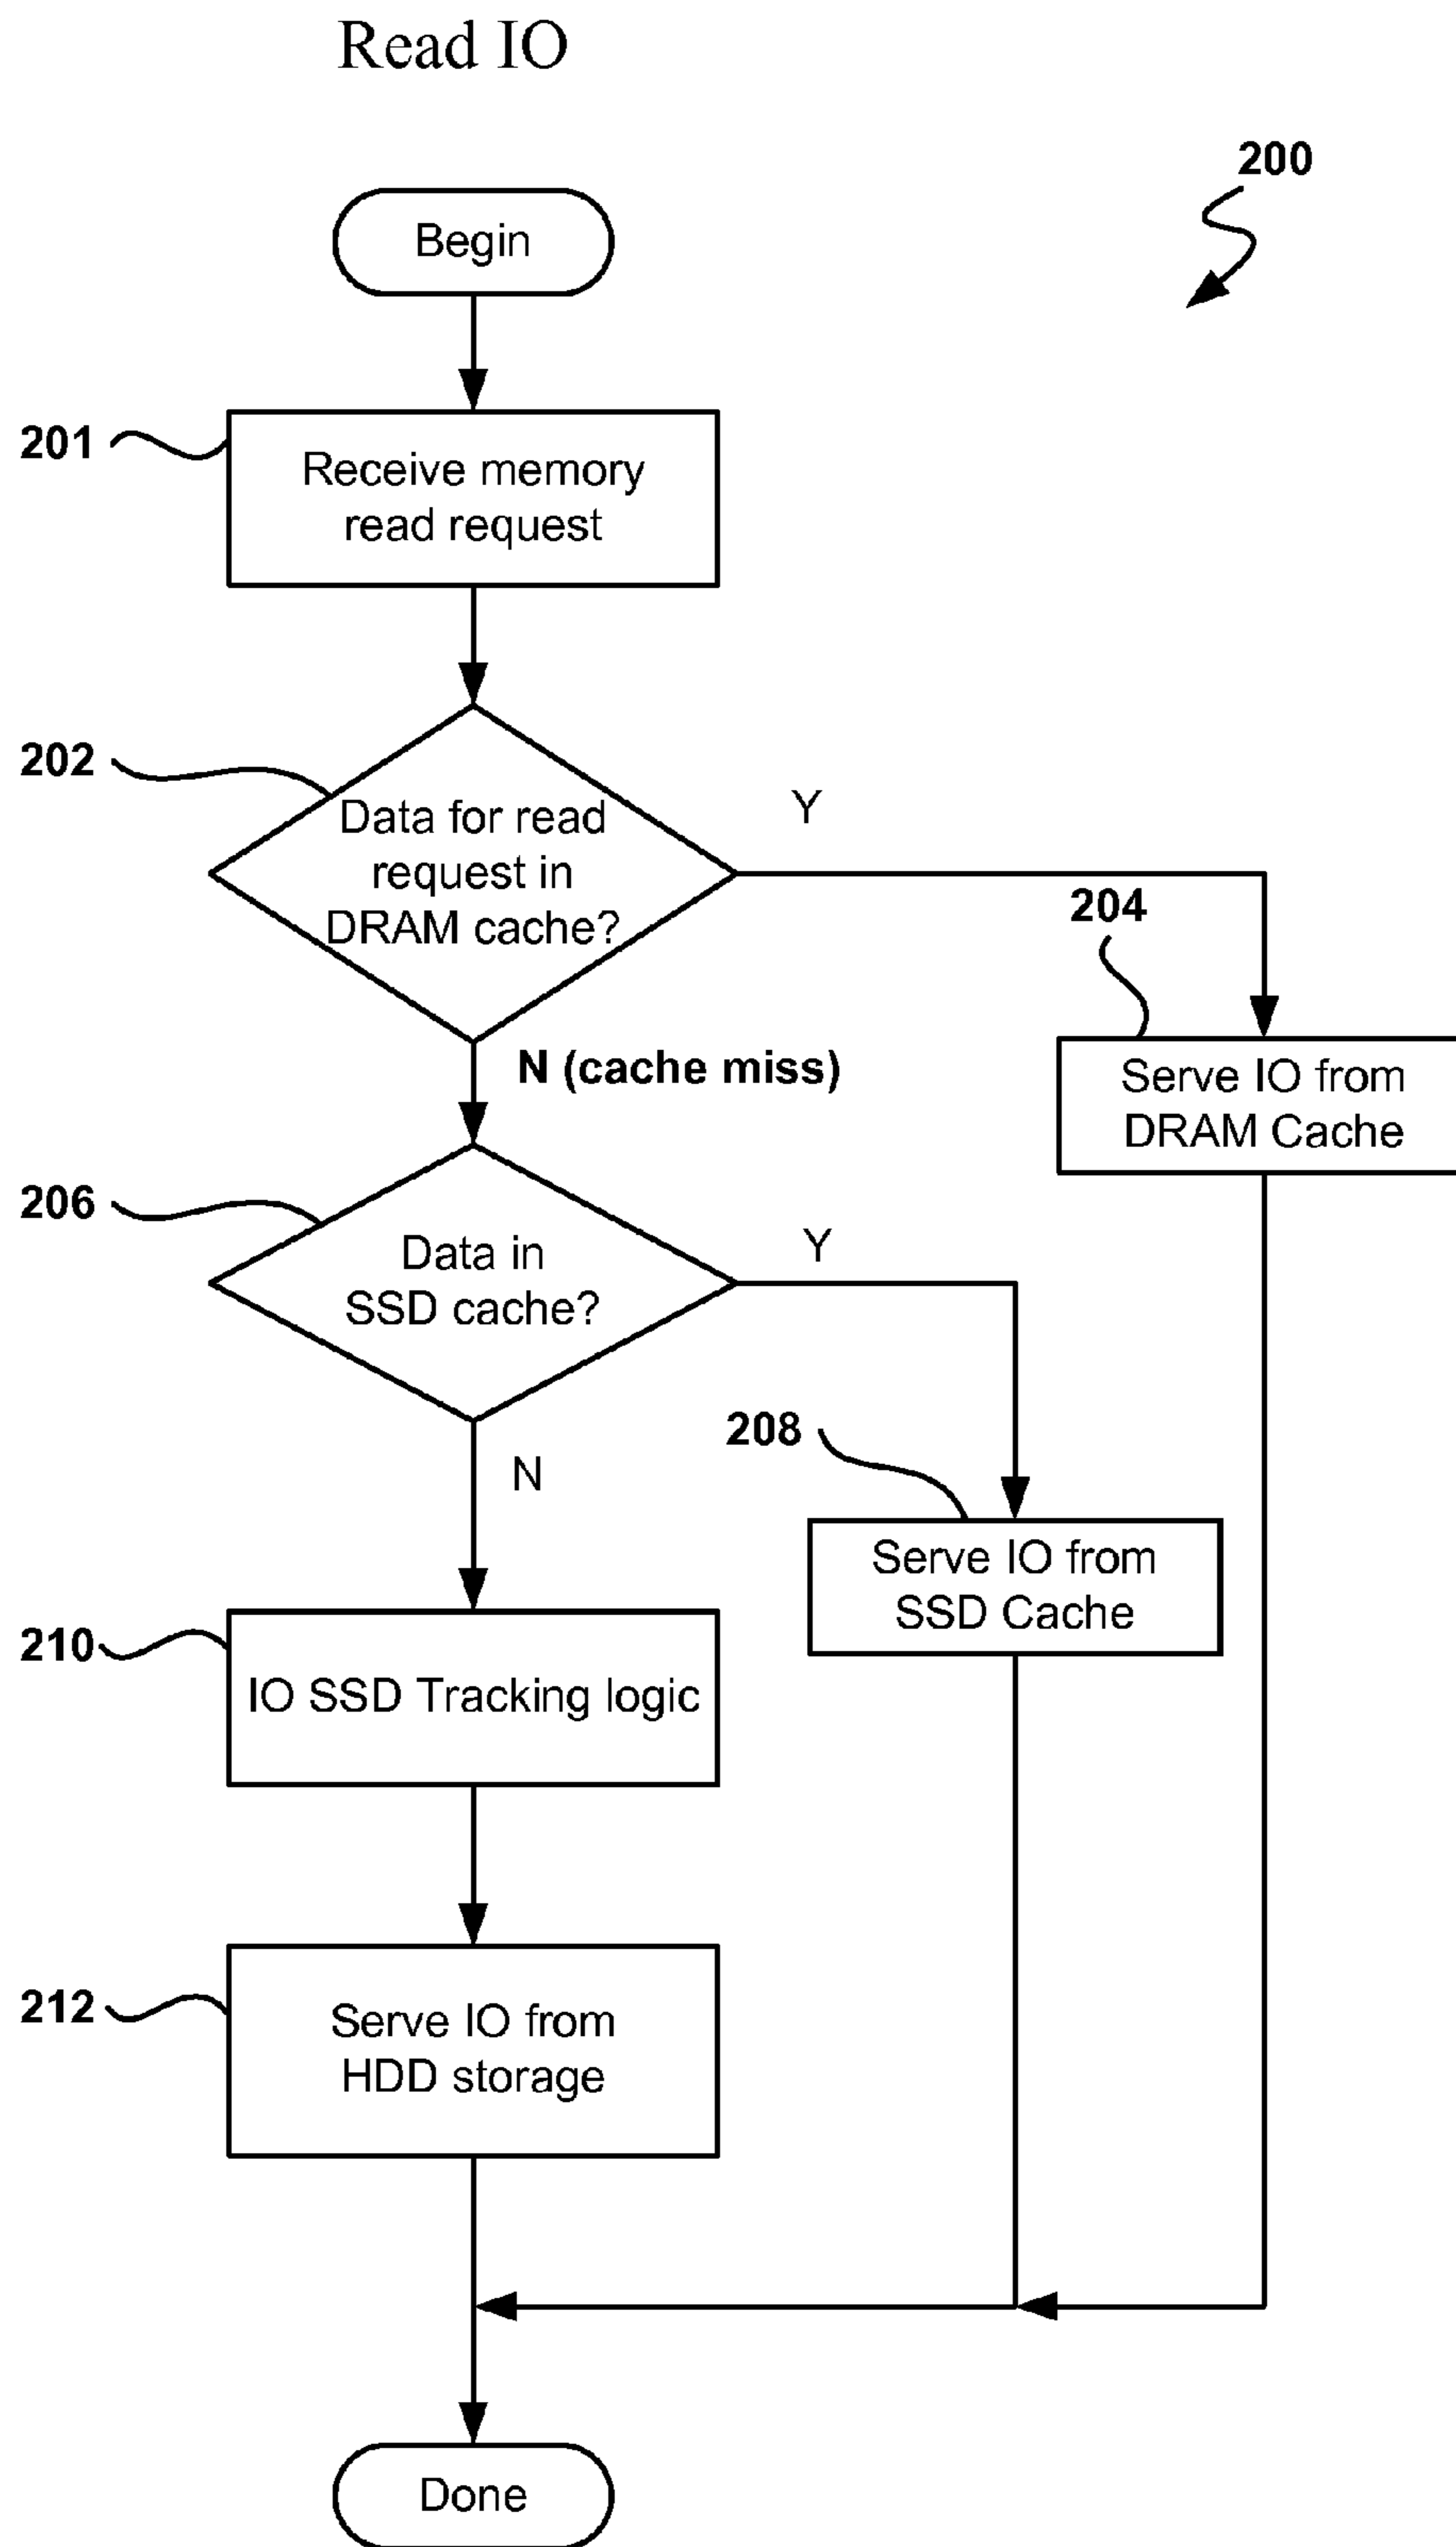 Read IO
200
Begin
201
Receive memory
read request
202
Data for read
request in
DRAM cache?
Y
204
N (cache miss)
Serve IO from
DRAM Cache
206
Data in
SSD cache?
Y
208
N
Serve IO from
SSD Cache
210
IO SSD Tracking logic
212
Serve IO from
HDD storage
Done